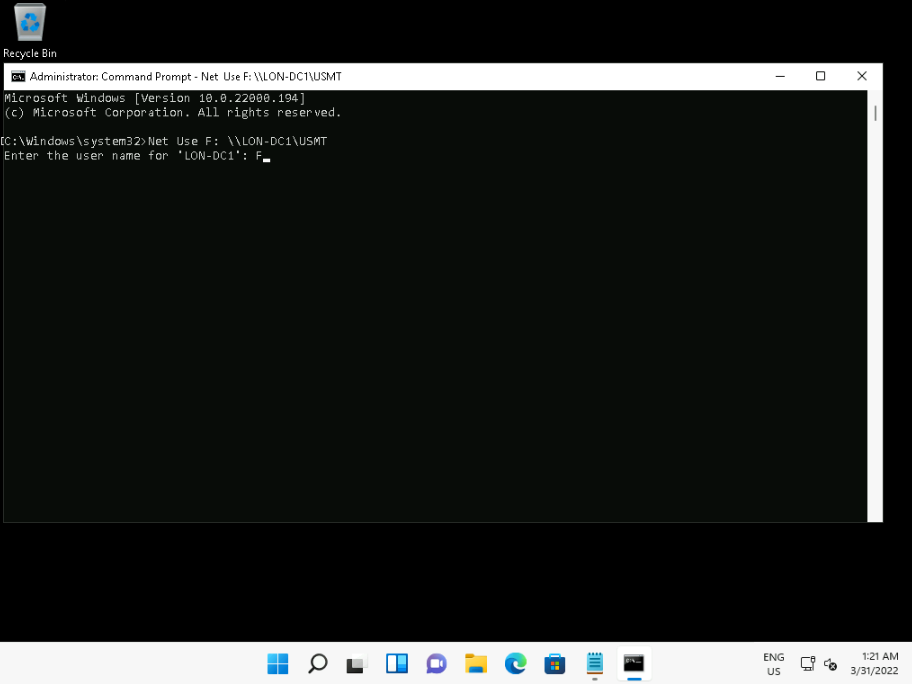 Recycle Bin
Administrator: Command Prompt - Net Use F: \\LON-DC1\USMT
Microsoft Windows [Version 10.0.22000.194]
(c) Microsoft Corporation. All rights reserved.
C:\Windows\system32>Net Use F: \\LON-DC1\USMT
Enter the user name for 'LON-DC1': F
ENG
US
1:21 AM
3/31/2022